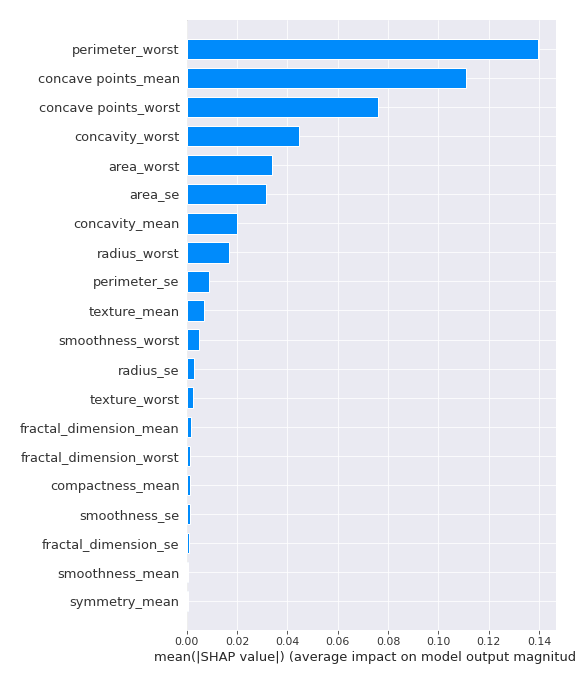 perimeter_worst
concave points_mean
concave points_worst
concavity_worst
area_worst
area_se
concavity_mean
radius_worst
perimeter_se
texture_mean
smoothness_worst
radius_se
texture_worst
fractal_dimension_mean
fractal_dimension_worst
compactness_mean
smoothness_se
fractal_dimension_se
smoothness_mean
symmetry_mean
0.00 0.02 0.04 0.06 0.08 0.10 0.12 0.14
mean(|SHAP value|) (average impact on model output magnitud